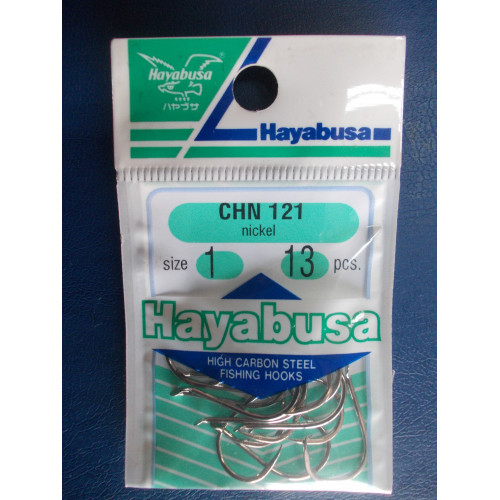 Hayabusa
ハヤブサ
Hayabusa
CHN 121
nickel
size 1 13 pcs.
Hayabusa
HIGH CARBON STEEL
FISHING HOOKS